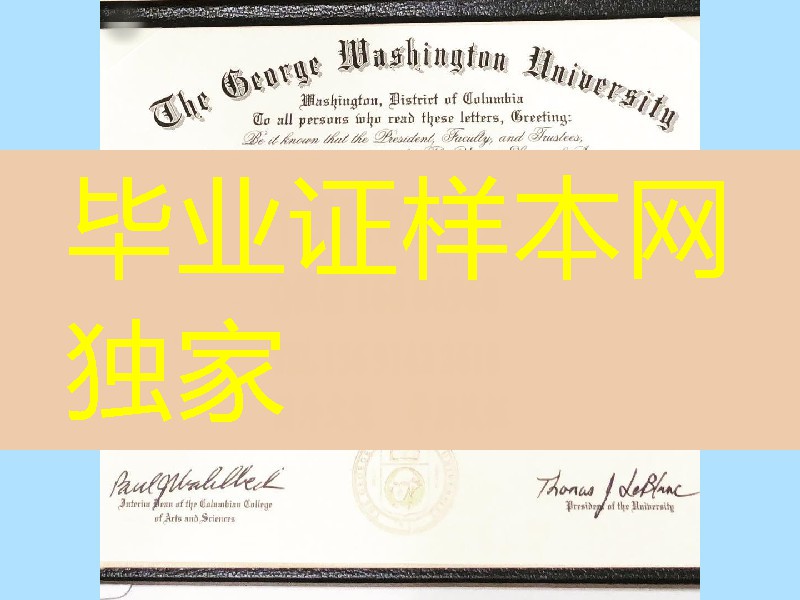 The George Washington University
Washington, District of Columbia
To all persons who read these letters, Greeting:
Be it known that the President, Faculty, and Trustees,
毕业证样本网
独家
Paul J Wahlbeck
Thomas J LeBlanc
Interim Dean of the Columbian College
of Arts and Sciences
President of the University